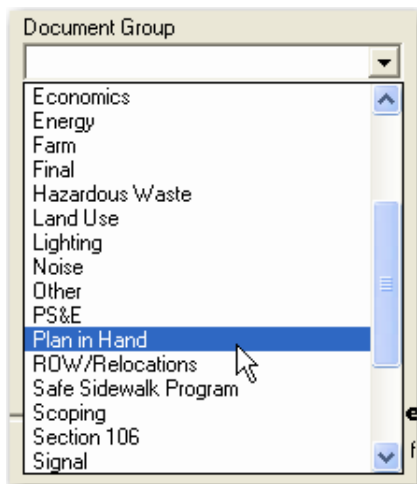 Document Group
Economics
Energy
Farm
Final
Hazardous Waste
Land Use
Lighting
Noise
Other
PS&E
Plan in Hand
ROW/Relocations
Safe Sidewalk Program
Scoping
Section 106
Signal
e
f